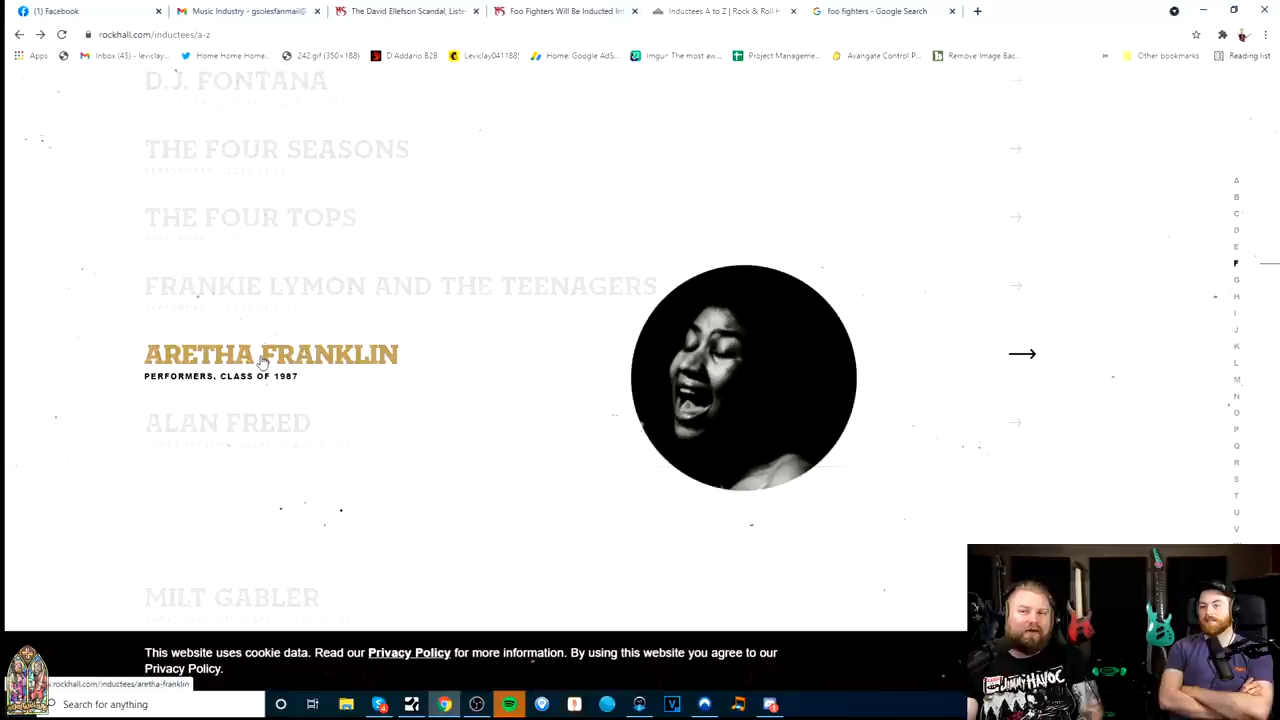 (1) Facebook
Music Industry - gsolesfanmail@
The David Ellefson Scandal, Liste
Foo Fighters Will Be Inducted In
Inductees A to Z | Rock & Roll H
foo fighters - Google Search
rockhall.com/inductees/a-z
Apps
Inbox (45) - leviclay...
Home Home Home..
242.gif (350×188)
D'Addario B2B
Leviclay041188!
Home: Google AdS...
Imgur: The most aw...
Project Manageme...
Avangate Control P...
Remove Image Bac...
»
Other bookmarks
Reading list
D.J. FONTANA
THE FOUR SEASONS
THE FOUR TOPS
FRANKIE LYMON AND THE TEENAGERS
ARETHA FRANKLIN
PERFORMERS, CLASS OF 1987
ALAN FREED
MILT GABLER
A
B
C
D
E
F
G
H
I
J
K
L
M
N
O
P
Q
R
S
T
U
V
This website uses cookie data. Read our Privacy Policy for more information. By using this website you agree to our
Privacy Policy.
.rockhall.com/inductees/aretha-franklin
Search for anything
JIMMY HAVOC